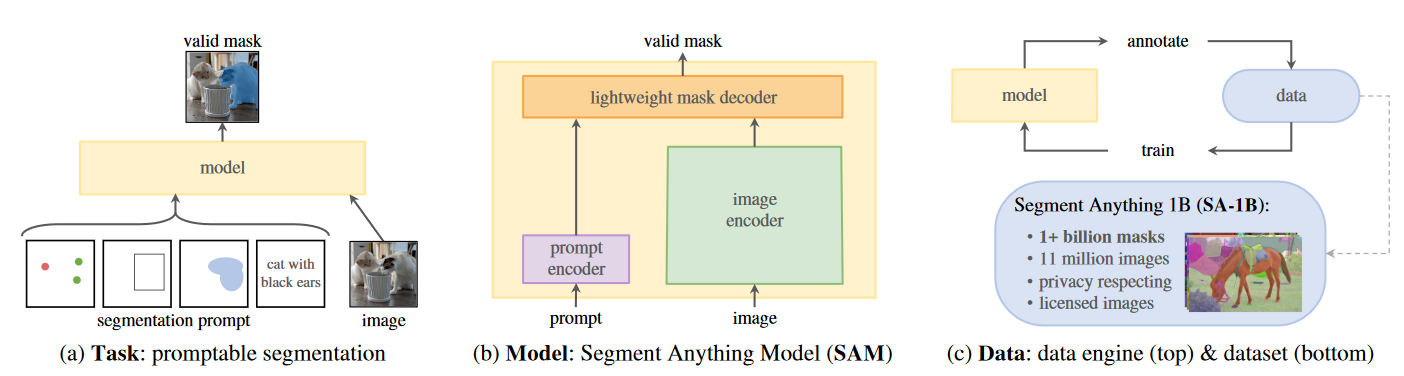 valid mask
model
cat with
black ears
segmentation prompt
image
(a) Task: promptable segmentation
valid mask
lightweight mask decoder
image
encoder
prompt
encoder
prompt
image
(b) Model: Segment Anything Model (SAM)
annotate
model
data
train
Segment Anything 1B (SA-1B):
• 1+ billion masks
• 11 million images
• privacy respecting
• licensed images
(c) Data: data engine (top) & dataset (bottom)